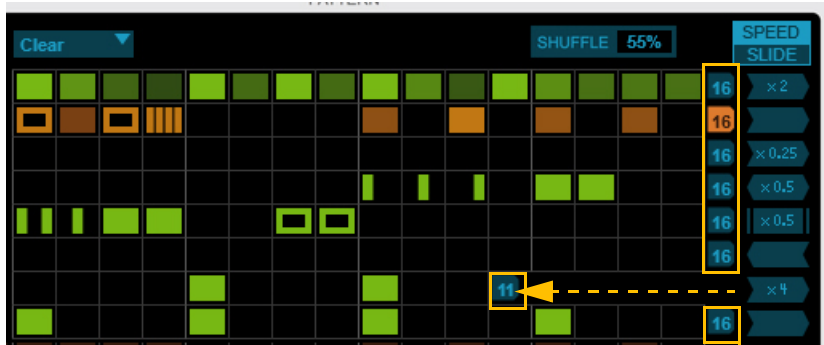 PATTERN
Clear
SHUFFLE 55%
SPEED
SLIDE
16 ×2
16
16 ×0.25
16 ×0.5
16 ×0.5
16
11 ×4
16